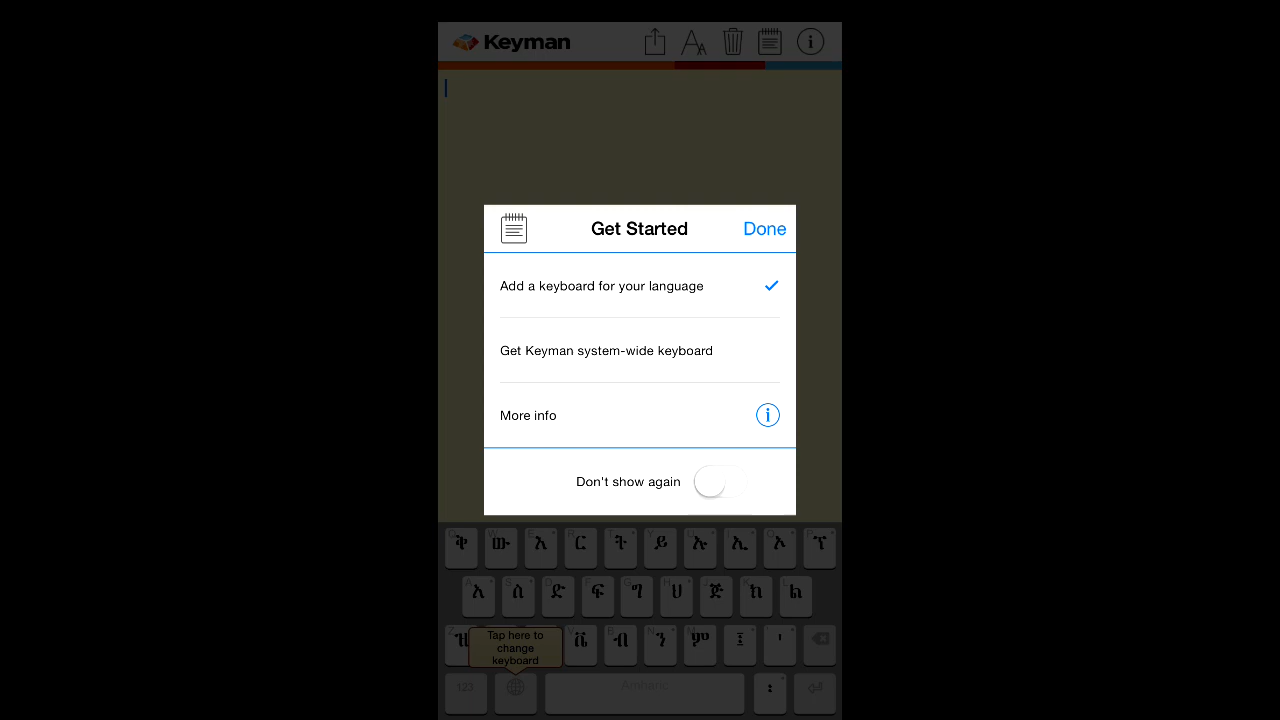 Keyman
Get Started
Done
Add a keyboard for your language
Get Keyman system-wide keyboard
More info
Don't show again
ቅ ው እ ር ት ይ ኡ ኢ ኦ ፕ
አ ስ ድ ፍ ግ ህ ጅ ክ ል
ዝ ሽ ብ ን ም ፤ '
Tap here to
change
keyboard
123
Amharic
፡